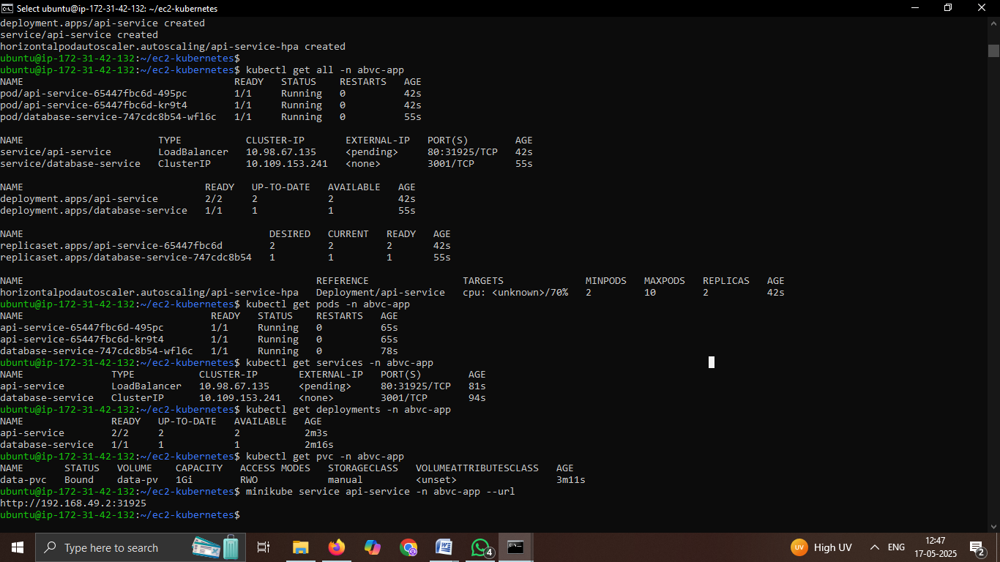 Select ubuntu@ip-172-31-42-132: ~/ec2-kubernetes
deployment.apps/api-service created
service/api-service created
horizontalpodautoscaler.autoscaling/api-service-hpa created
ubuntu@ip-172-31-42-132:~/ec2-kubernetes$
ubuntu@ip-172-31-42-132:~/ec2-kubernetes$ kubectl get all -n abvc-app
NAME                                    READY   STATUS    RESTARTS   AGE
pod/api-service-65447fbc6d-495pc        1/1     Running   0          42s
pod/api-service-65447fbc6d-kr9t4        1/1     Running   0          42s
pod/database-service-747cdc8b54-wfl6c   1/1     Running   0          55s

NAME                       TYPE           CLUSTER-IP       EXTERNAL-IP   PORT(S)        AGE
service/api-service        LoadBalancer   10.98.67.135     <pending>     80:31925/TCP   42s
service/database-service   ClusterIP      10.109.153.241   <none>        3001/TCP       55s

NAME                               READY   UP-TO-DATE   AVAILABLE   AGE
deployment.apps/api-service        2/2     2            2           42s
deployment.apps/database-service   1/1     1            1           55s

NAME                                          DESIRED   CURRENT   READY   AGE
replicaset.apps/api-service-65447fbc6d        2         2         2       42s
replicaset.apps/database-service-747cdc8b54   1         1         1       55s

NAME                                                  REFERENCE                TARGETS              MINPODS   MAXPODS   REPLICAS   AGE
horizontalpodautoscaler.autoscaling/api-service-hpa   Deployment/api-service   cpu: <unknown>/70%   2         10        2          42s
ubuntu@ip-172-31-42-132:~/ec2-kubernetes$ kubectl get pods -n abvc-app
NAME                                READY   STATUS    RESTARTS   AGE
api-service-65447fbc6d-495pc        1/1     Running   0          65s
api-service-65447fbc6d-kr9t4        1/1     Running   0          65s
database-service-747cdc8b54-wfl6c   1/1     Running   0          78s
ubuntu@ip-172-31-42-132:~/ec2-kubernetes$ kubectl get services -n abvc-app
NAME               TYPE           CLUSTER-IP       EXTERNAL-IP   PORT(S)        AGE
api-service        LoadBalancer   10.98.67.135     <pending>     80:31925/TCP   81s
database-service   ClusterIP      10.109.153.241   <none>        3001/TCP       94s
ubuntu@ip-172-31-42-132:~/ec2-kubernetes$ kubectl get deployments -n abvc-app
NAME               READY   UP-TO-DATE   AVAILABLE   AGE
api-service        2/2     2            2           2m3s
database-service   1/1     1            1           2m16s
ubuntu@ip-172-31-42-132:~/ec2-kubernetes$ kubectl get pvc -n abvc-app
NAME       STATUS   VOLUME    CAPACITY   ACCESS MODES   STORAGECLASS   VOLUMEATTRIBUTESCLASS   AGE
data-pvc   Bound    data-pv   1Gi        RWO            manual         <unset>                 3m11s
ubuntu@ip-172-31-42-132:~/ec2-kubernetes$ minikube service api-service -n abvc-app --url
http://192.168.49.2:31925
ubuntu@ip-172-31-42-132:~/ec2-kubernetes$
Type here to search
4
UV High UV
ENG
12:47
17-05-2025
2